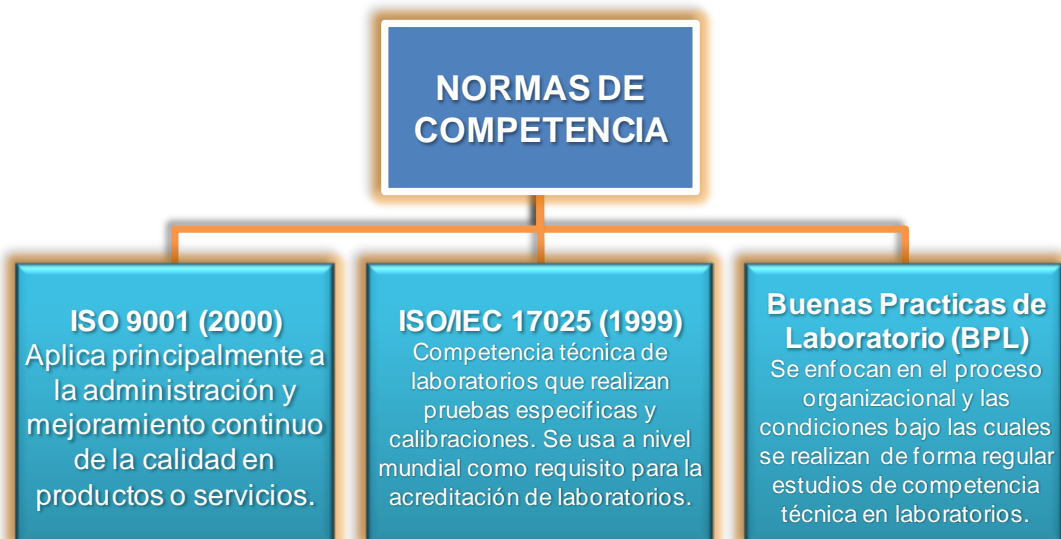 NORMAS DE
COMPETENCIA
ISO 9001 (2000)
Aplica principalmente a
la administración y
mejoramiento continuo
de la calidad en
productos o servicios.
ISO/IEC 17025 (1999)
Competencia técnica de
laboratorios que realizan
pruebas especificas y
calibraciones. Se usa a nivel
mundial como requisito para la
acreditación de laboratorios.
Buenas Practicas de
Laboratorio (BPL)
Se enfocan en el proceso
organizacional y las
condiciones bajo las cuales
se realizan de forma regular
estudios de competencia
técnica en laboratorios.